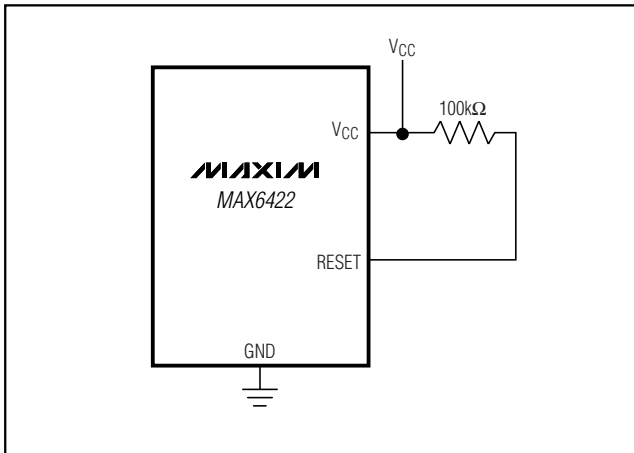 VCC
100kΩ
VCC
MAXIM
MAX6422
RESET
GND